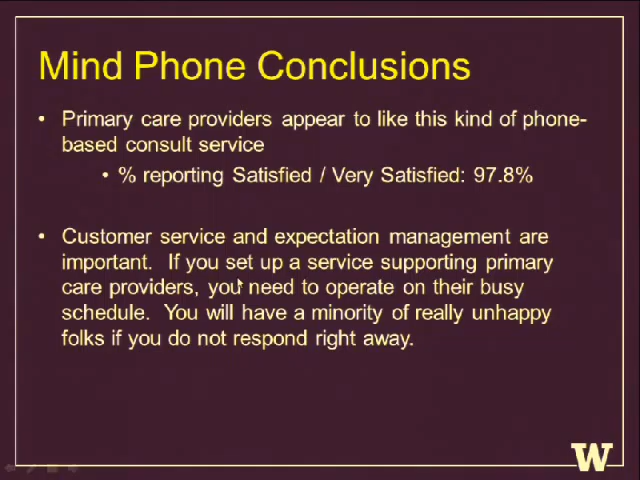 Mind Phone Conclusions
• Primary care providers appear to like this kind of phone-
based consult service
• % reporting Satisfied / Very Satisfied: 97.8%
• Customer service and expectation management are
important.  If you set up a service supporting primary
care providers, you need to operate on their busy
schedule.  You will have a minority of really unhappy
folks if you do not respond right away.
W